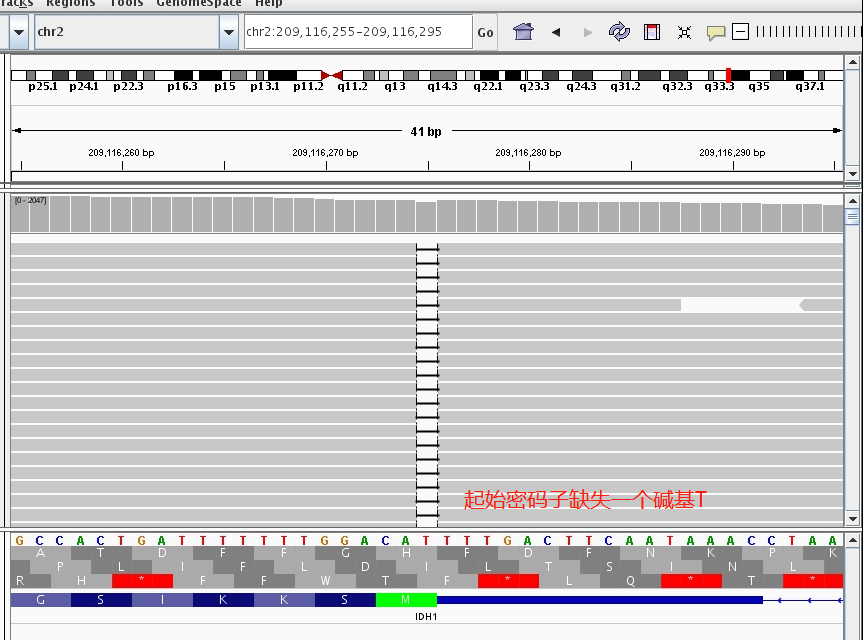 racks Regions Tools GenomeSpace Help
chr2 chr2:209,116,255-209,116,295 Go
p25.1 p24.1 p22.3 p16.3 p15 p13.1 p11.2 q11.2 q13 q14.3 q22.1 q23.3 q24.3 q31.2 q32.3 q33.3 q35 q37.1
41 bp
209,116,260 bp 209,116,270 bp 209,116,280 bp 209,116,290 bp
[0 - 2047]
起始密码子缺失一个碱基T
G C C A C T G A T T T T T T T G G A C A T T T T G A C T T C A A T A A A C C T A A
A T D F F G H F D F N K P K
P L I F L D I L T S I N L
R H * F F W T F * L Q * T *
G S I K K S M
IDH1